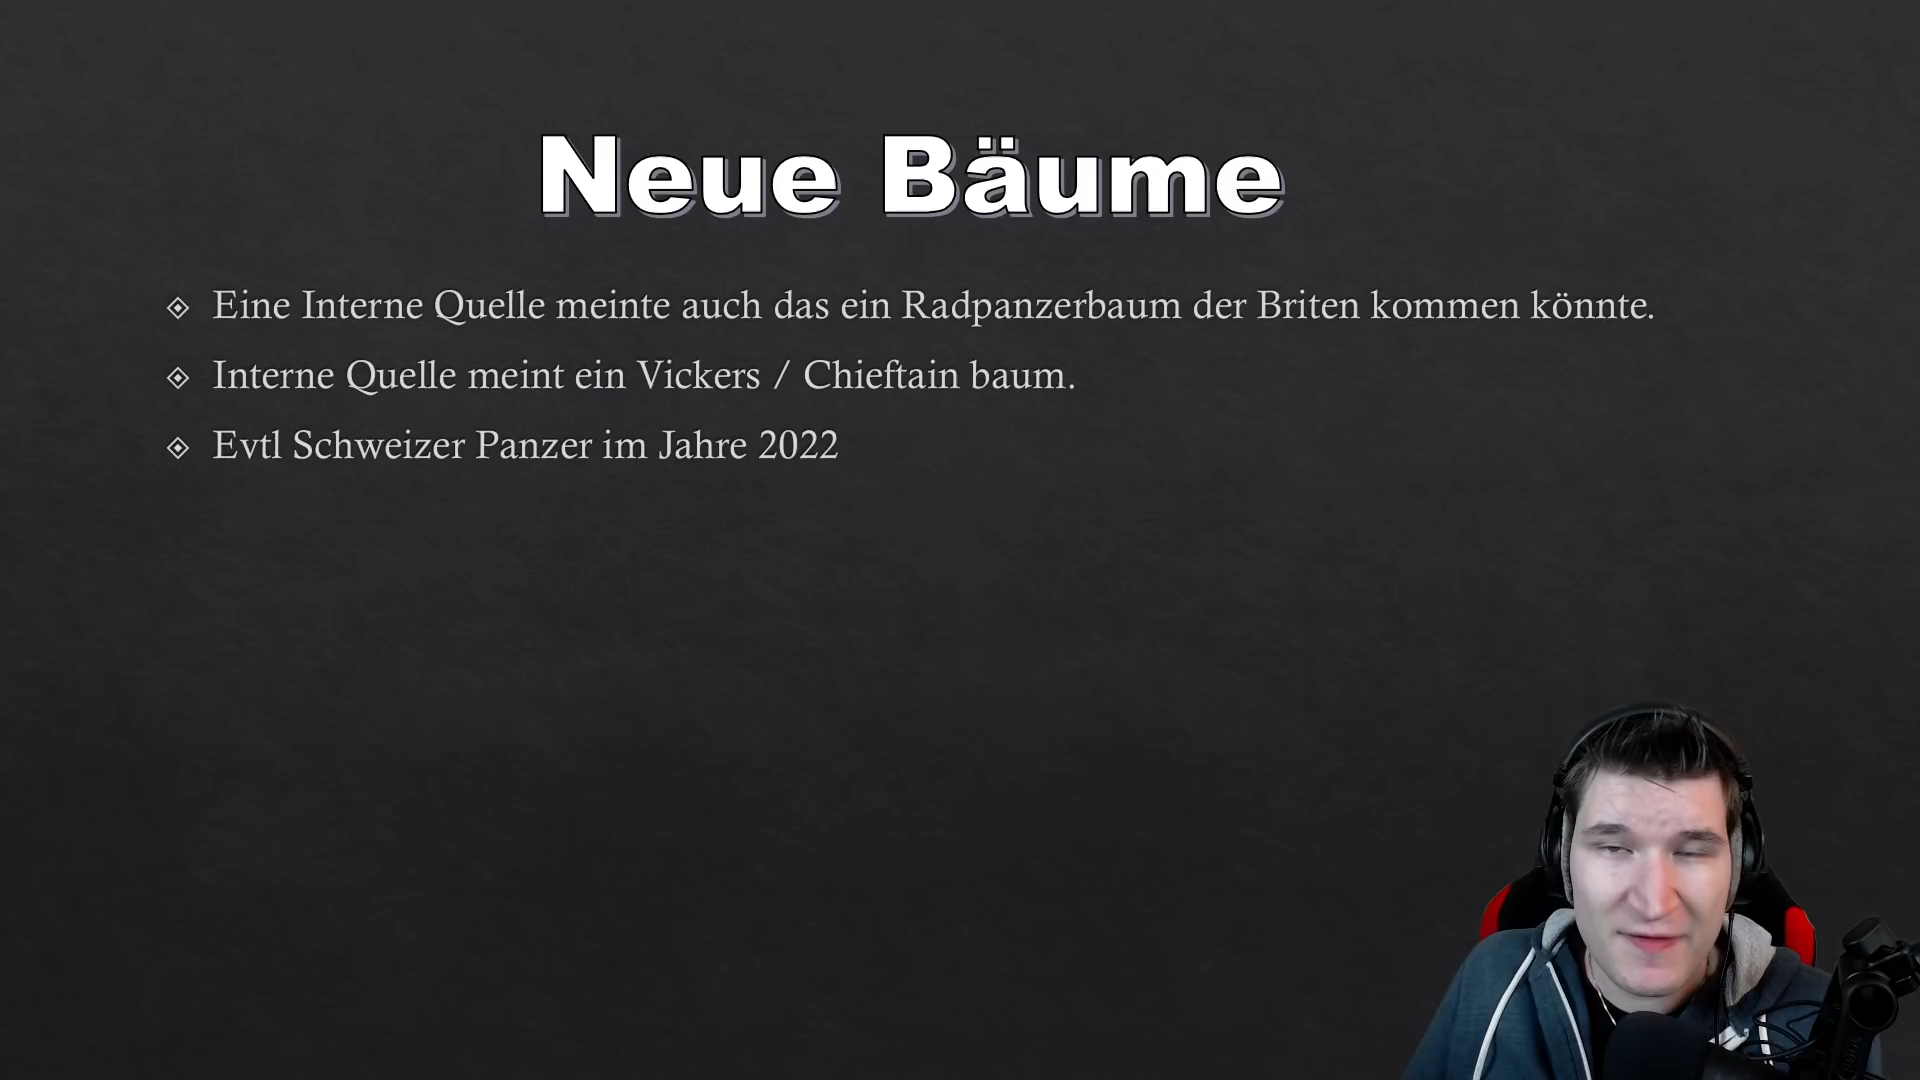 Neue Bäume
Eine Interne Quelle meinte auch das ein Radpanzerbaum der Briten kommen könnte.
Interne Quelle meint ein Vickers / Chieftain baum.
Evtl Schweizer Panzer im Jahre 2022